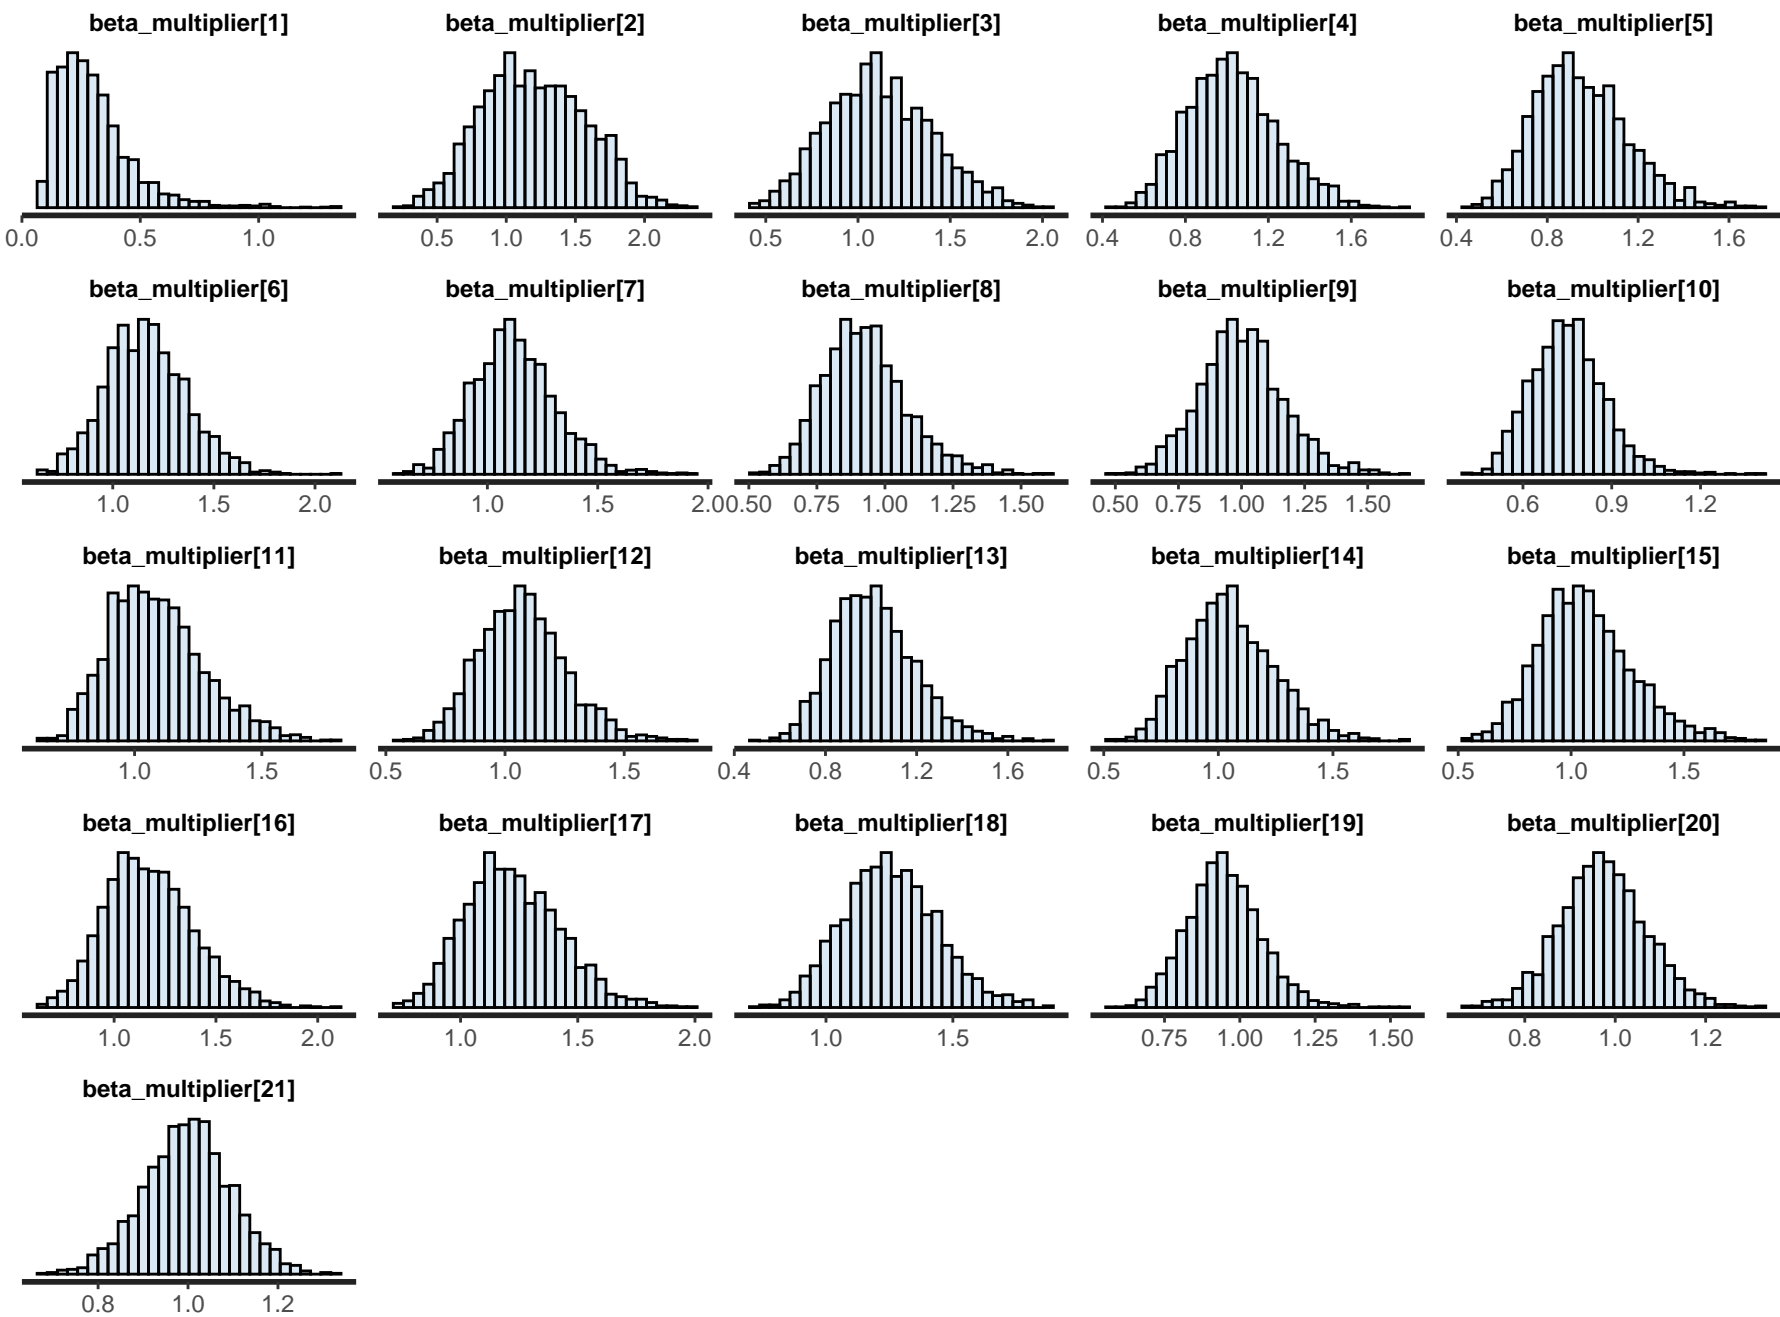 beta_multiplier[1] beta_multiplier[2] beta_multiplier[3] beta_multiplier[4] beta_multiplier[5]
0.0 0.5 1.0 0.5 1.0 1.5 2.0 0.5 1.0 1.5 2.0 0.4 0.8 1.2 1.6 0.4 0.8 1.2 1.6
beta_multiplier[6] beta_multiplier[7] beta_multiplier[8] beta_multiplier[9] beta_multiplier[10]
1.0 1.5 2.0 1.0 1.5 2.0 0.50 0.75 1.00 1.25 1.50 0.50 0.75 1.00 1.25 1.50 0.6 0.9 1.2
beta_multiplier[11] beta_multiplier[12] beta_multiplier[13] beta_multiplier[14] beta_multiplier[15]
1.0 1.5 0.5 1.0 1.5 0.4 0.8 1.2 1.6 0.5 1.0 1.5 0.5 1.0 1.5
beta_multiplier[16] beta_multiplier[17] beta_multiplier[18] beta_multiplier[19] beta_multiplier[20]
1.0 1.5 2.0 1.0 1.5 2.0 1.0 1.5 0.75 1.00 1.25 1.50 0.8 1.0 1.2
beta_multiplier[21]
0.8 1.0 1.2